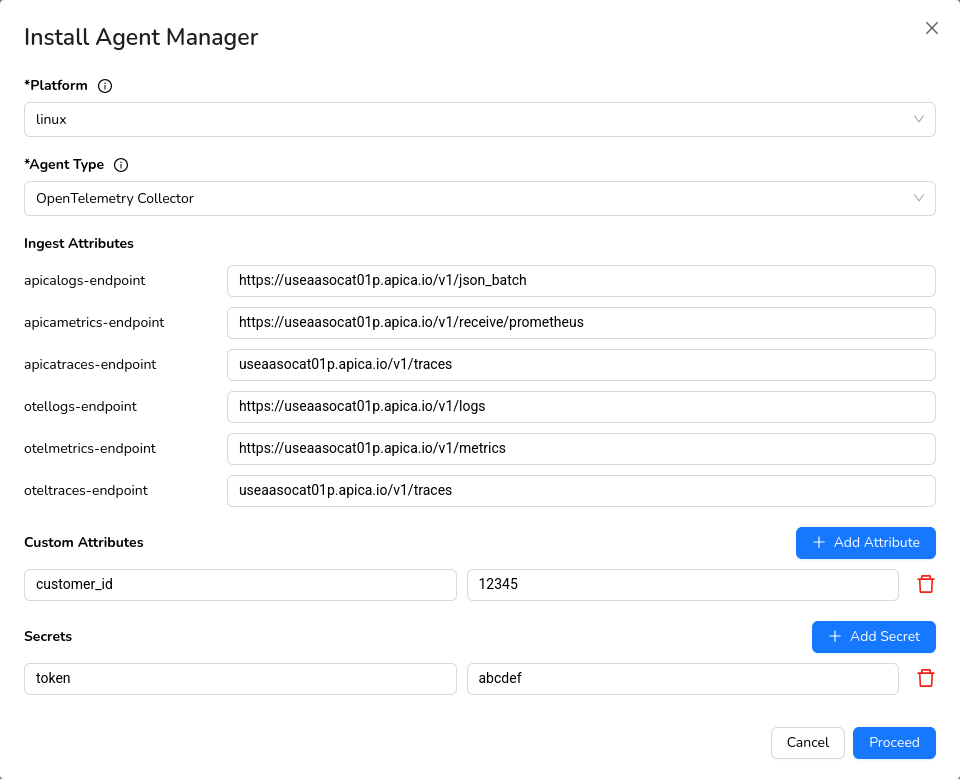 Install Agent Manager
*Platform
linux
*Agent Type
OpenTelemetry Collector
Ingest Attributes
apicalogs-endpoint https://useaasocat01p.apica.io/v1/json_batch
apicametrics-endpoint https://useaasocat01p.apica.io/v1/receive/prometheus
apicatraces-endpoint useaasocat01p.apica.io/v1/traces
otellogs-endpoint https://useaasocat01p.apica.io/v1/logs
otelmetrics-endpoint https://useaasocat01p.apica.io/v1/metrics
oteltraces-endpoint useaasocat01p.apica.io/v1/traces
Custom Attributes + Add Attribute
customer_id 12345
Secrets + Add Secret
token abcdef
Cancel Proceed